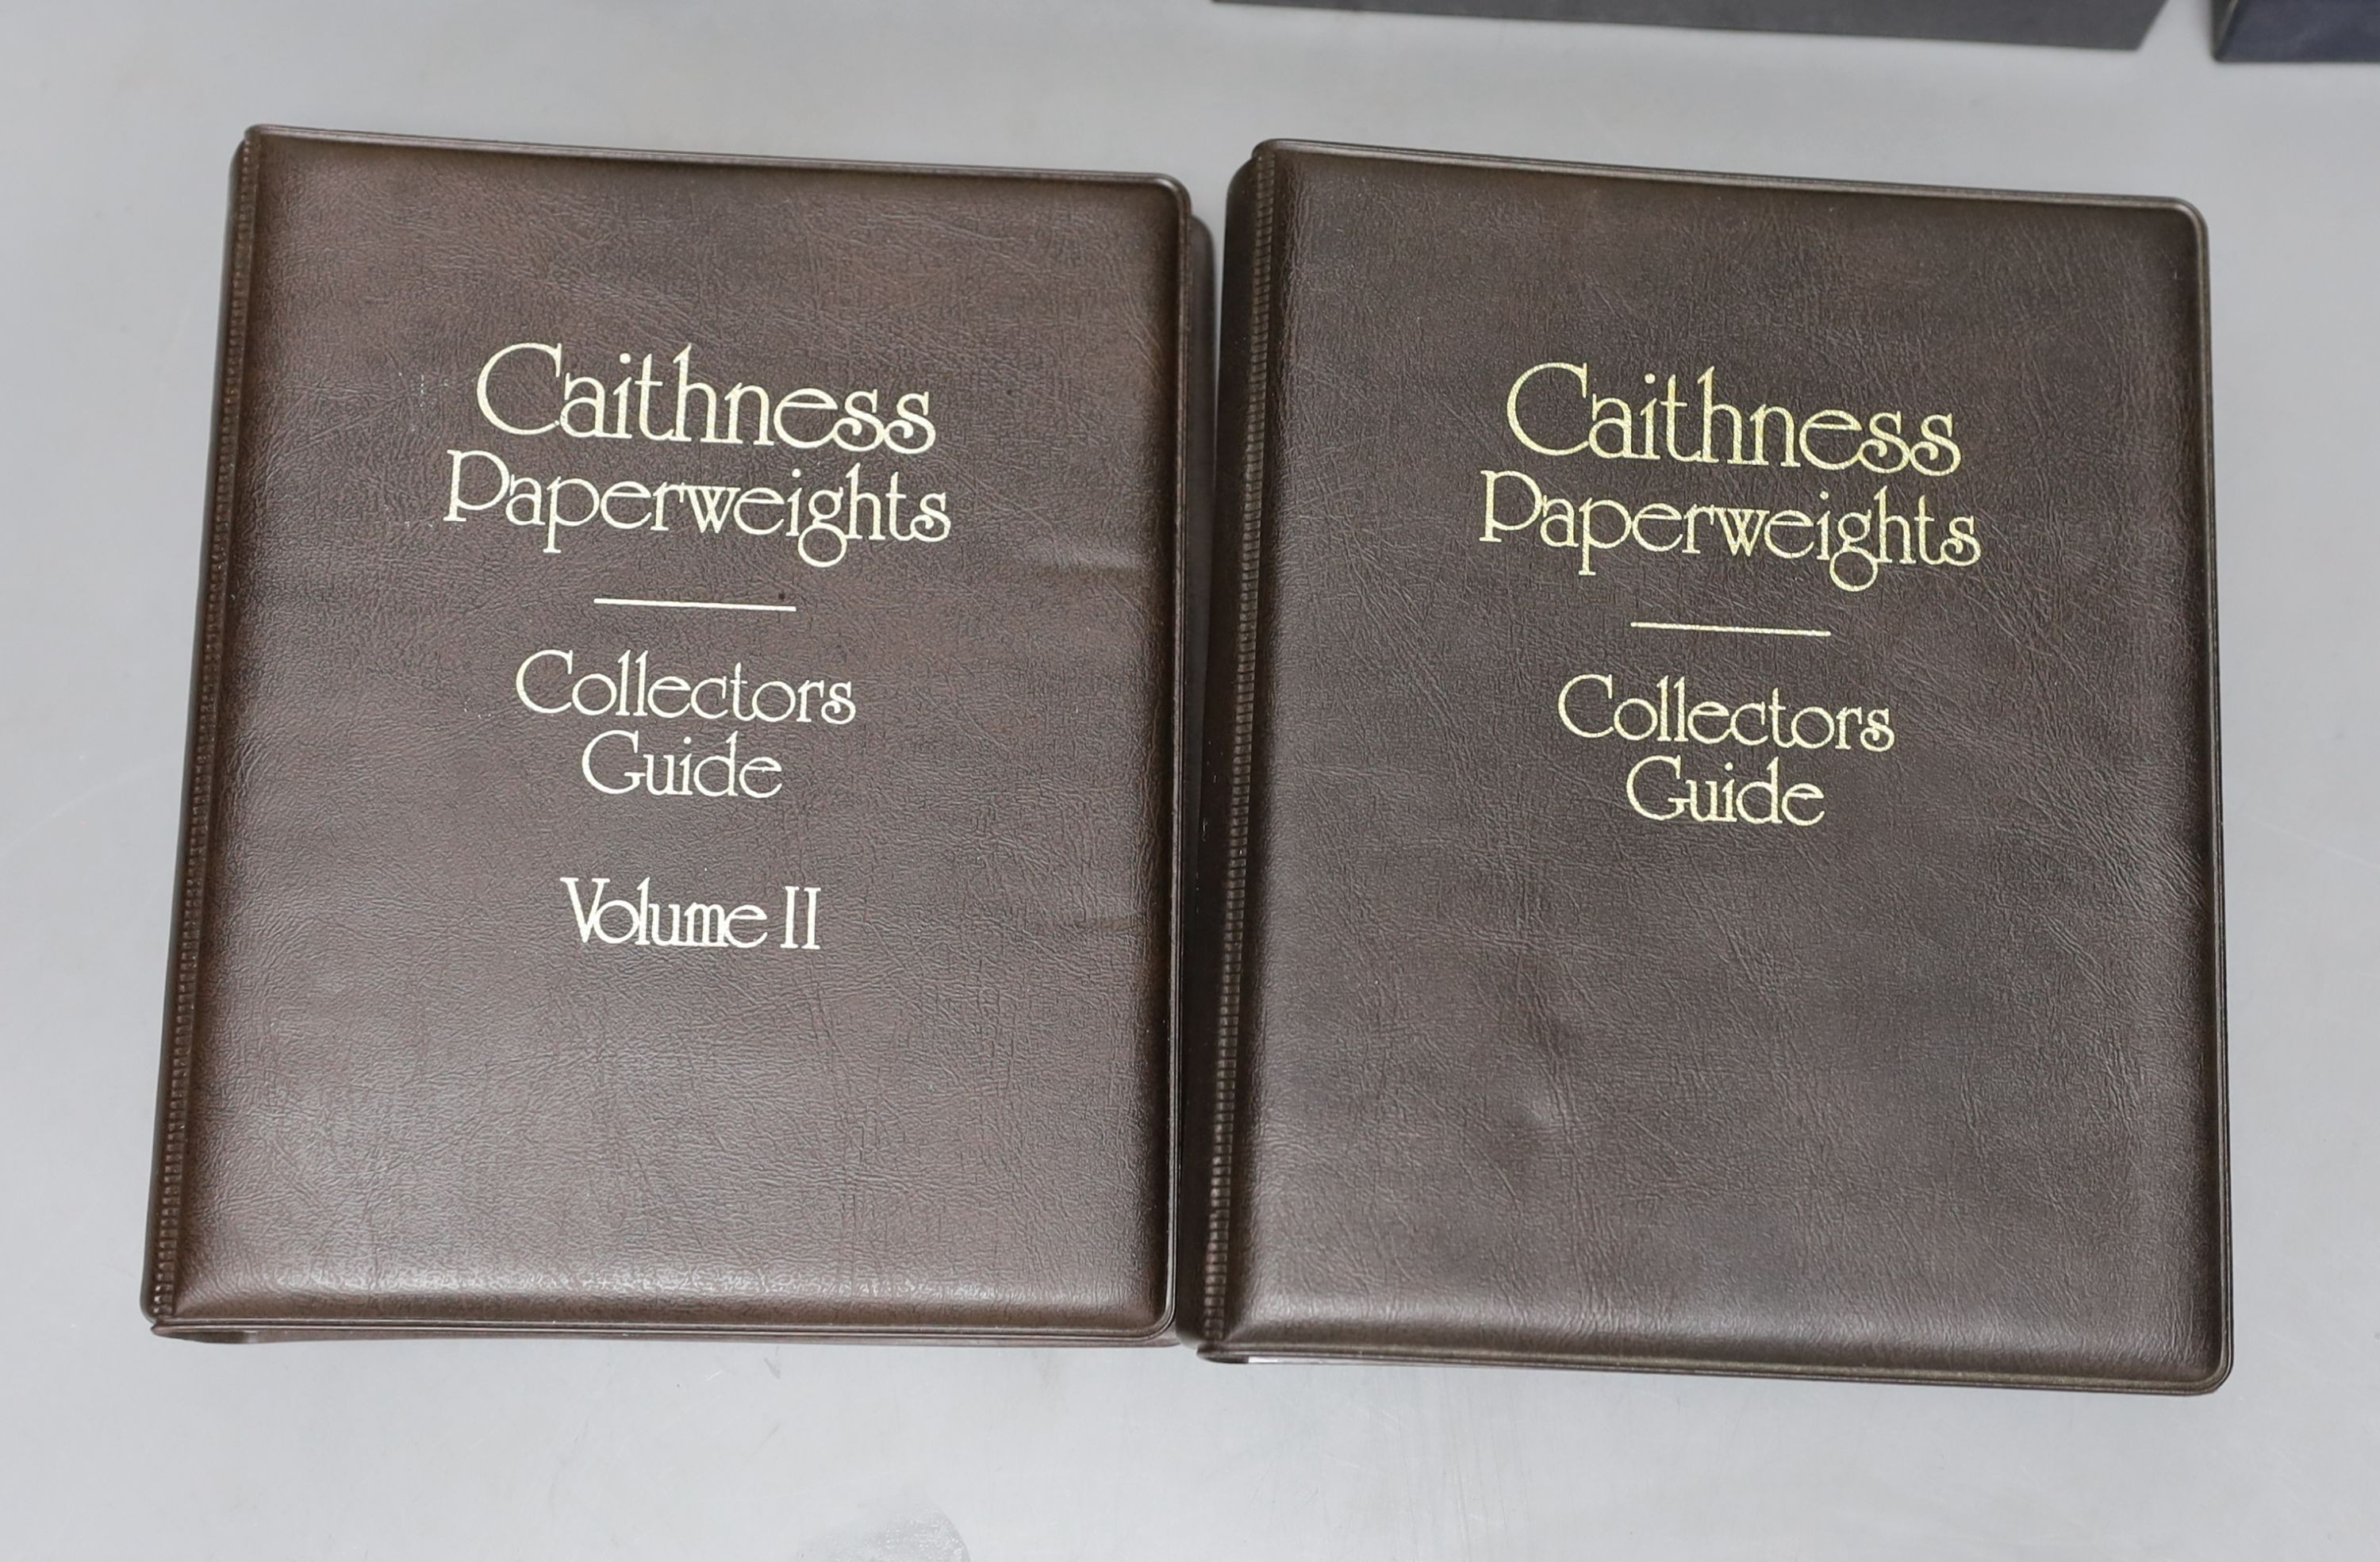 Caithness
Paperweights
Collectors
Guide
Volume II
Caithness
Paperweights
Collectors
Guide